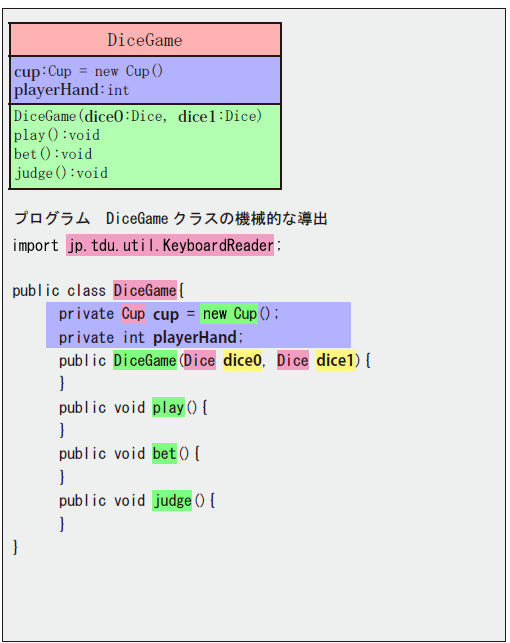 DiceGame
cup:Cup = new Cup()
playerHand:int
DiceGame(dice0:Dice, dice1:Dice)
play():void
bet():void
judge():void
プログラム　DiceGame クラスの機械的な導出
import jp.tdu.util.KeyboardReader;
public class DiceGame{
private Cup cup = new Cup();
private int playerHand;
public DiceGame(Dice dice0, Dice dice1){
}
public void play(){
}
public void bet(){
}
public void judge(){
}
}